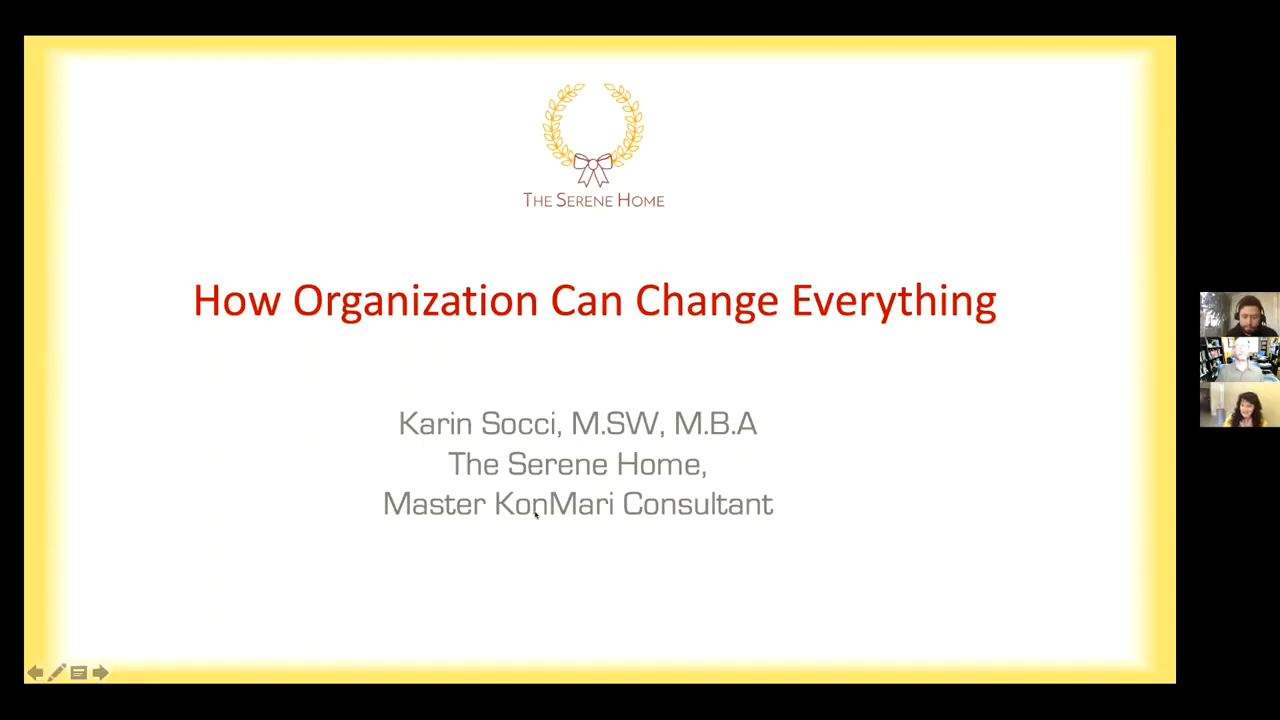 THE SERENE HOME
How Organization Can Change Everything
Karin Socci, M.SW, M.B.A
The Serene Home,
Master KonMari Consultant